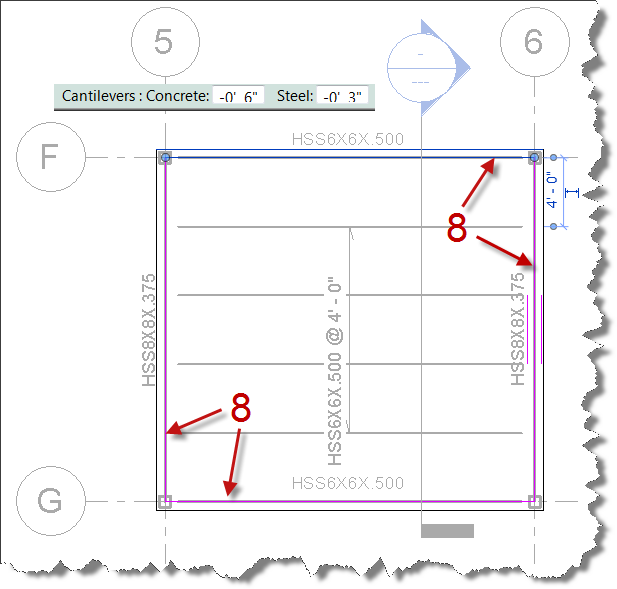 5
6
Cantilevers : Concrete: -0' 6" Steel: -0' 3"
HSS6X6X.500
F
4' - 0"
8
HSS8X8X.375
HSS6X6X.500 @ 4' - 0"
HSS8X8X.375
8
HSS6X6X.500
G